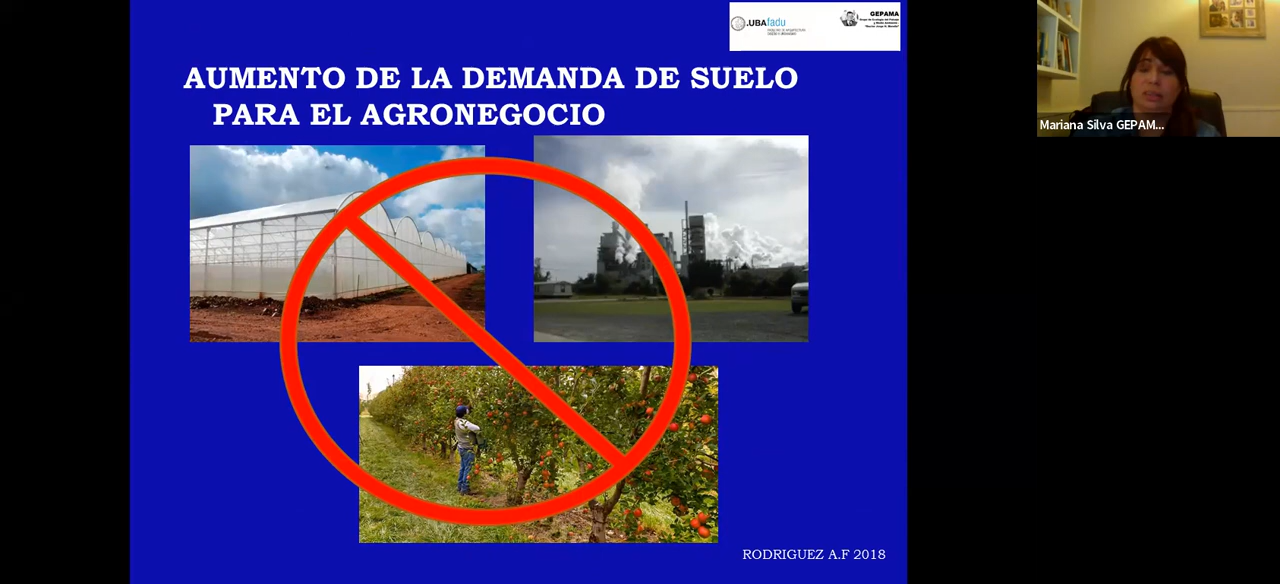 .UBAfadu
GEPAMA
AUMENTO DE LA DEMANDA DE SUELO
PARA EL AGRONEGOCIO
Mariana Silva GEPAM...
RODRIGUEZ A.F 2018